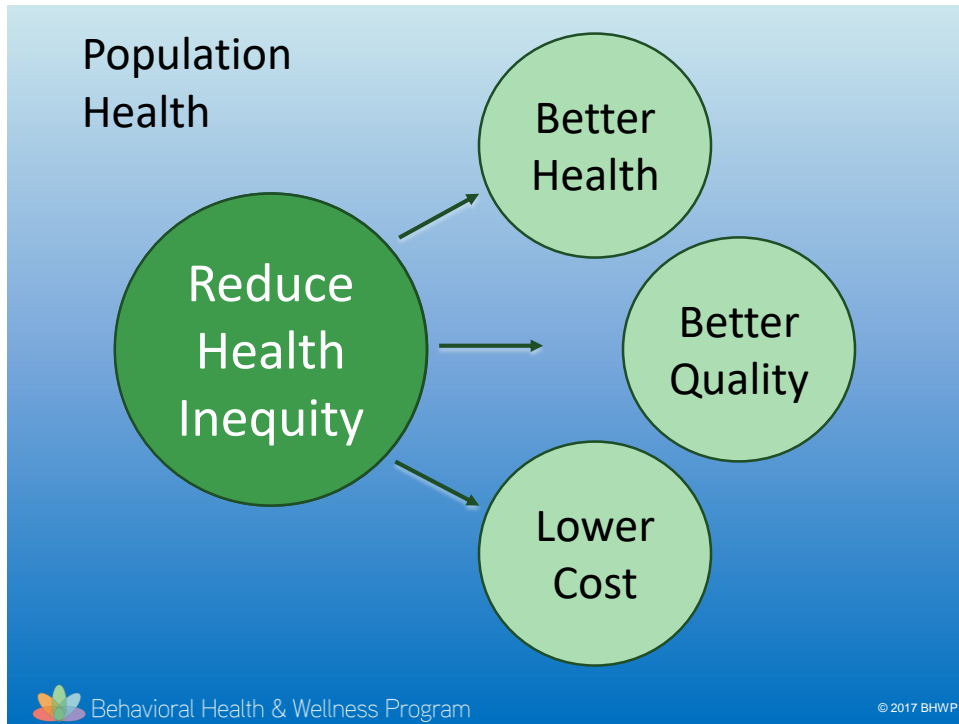 Population
Health
Better
Health
Reduce
Health
Inequity
Better
Quality
Lower
Cost
Behavioral Health & Wellness Program
© 2017 BHWP